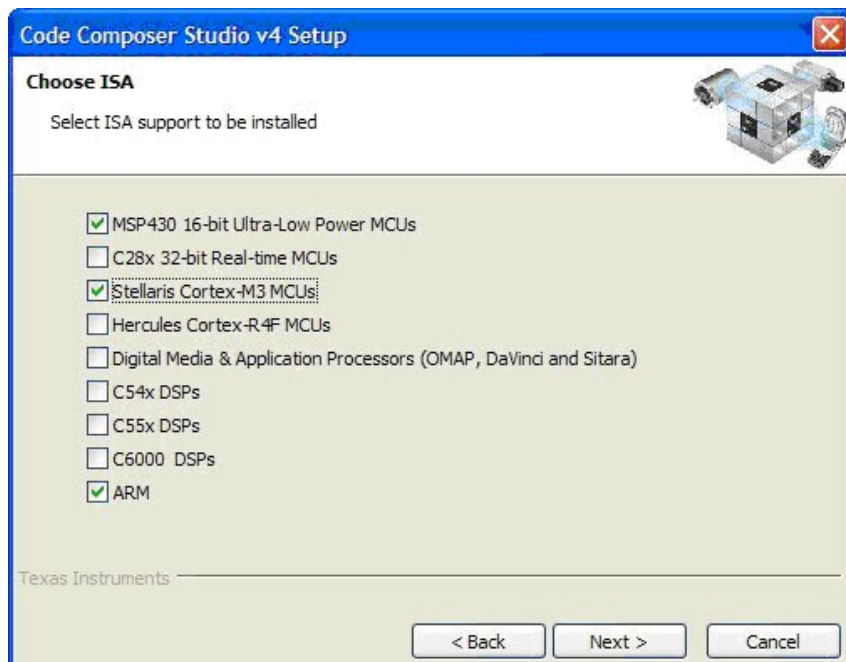 Code Composer Studio v4 Setup
Choose ISA
Select ISA support to be installed
MSP430 16-bit Ultra-Low Power MCUs
C28x 32-bit Real-time MCUs
Stellaris Cortex-M3 MCUs
Hercules Cortex-R4F MCUs
Digital Media & Application Processors (OMAP, DaVinci and Sitara)
C54x DSPs
C55x DSPs
C6000 DSPs
ARM
Texas Instruments
< Back Next > Cancel